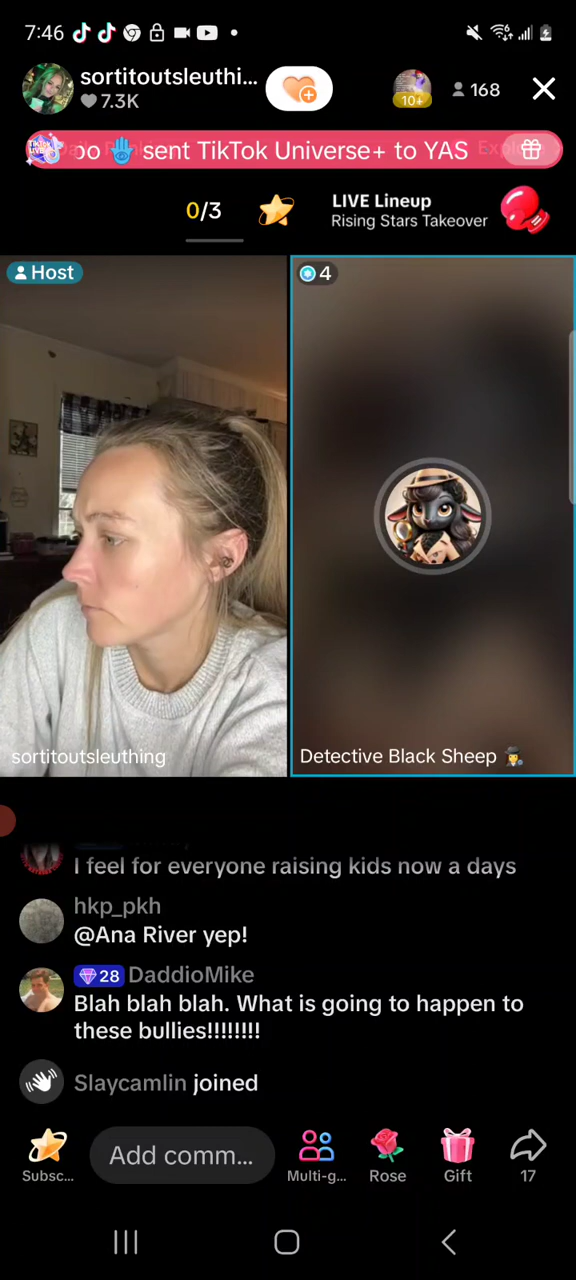 7:46
sortitoutsleuthi...
7.3K
10+
168
oo sent TikTok Universe+ to YAS
0/3
LIVE Lineup
Rising Stars Takeover
Host
4
sortitoutsleuthing
Detective Black Sheep
I feel for everyone raising kids now a days
hkp_pkh
@Ana River yep!
28 DaddioMike
Blah blah blah. What is going to happen to
these bullies!!!!!!!!
Slaycamlin joined
Add comm...
Subsc...
Multi-g...
Rose
Gift
17